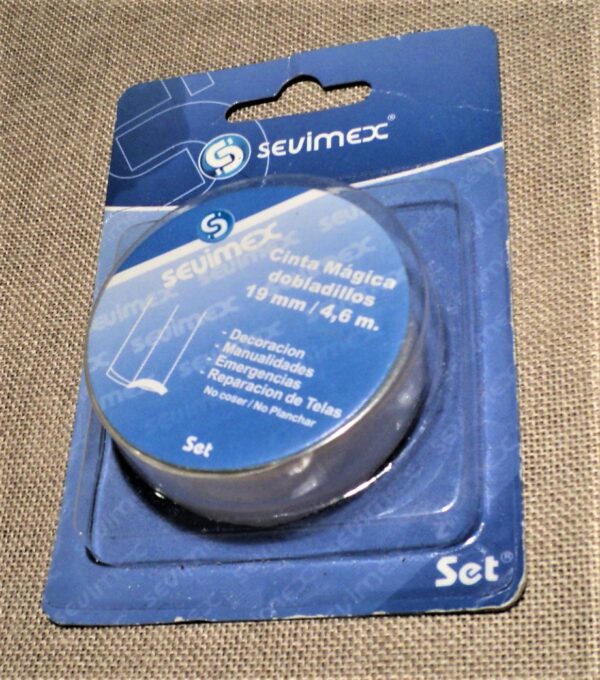 SEVIMEX®
SEVIMEX
Cinta Mágica
dobladillos
19 mm / 4,6 m.
- Decoracion
- Manualidades
- Emergencias
- Reparacion de Telas
No coser / No Planchar
Set
Set®